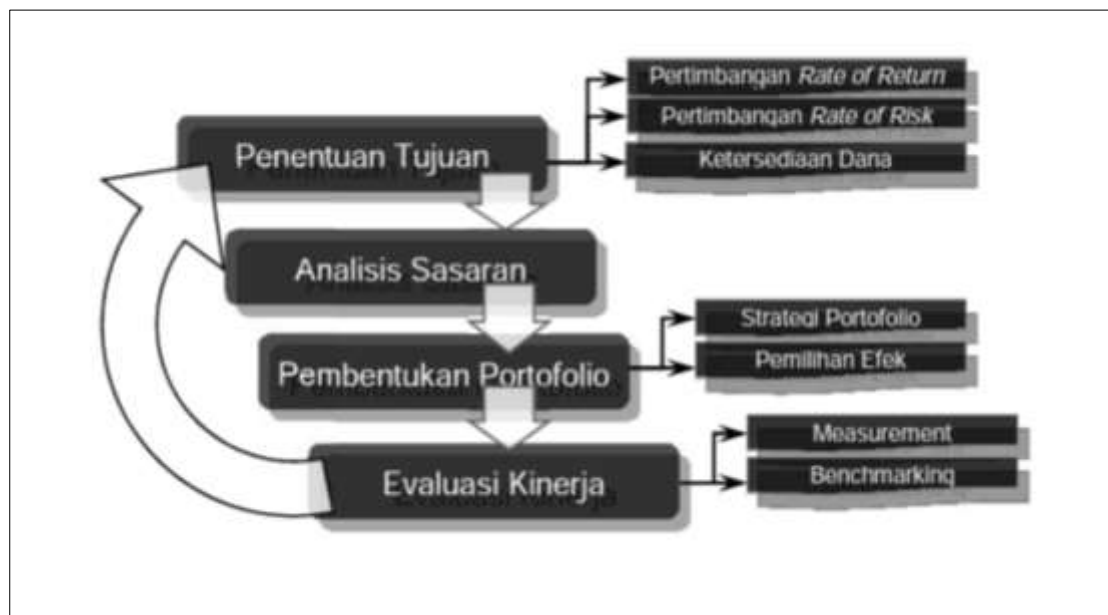 Penentuan Tujuan
Pertimbangan Rate of Return
Pertimbangan Rate of Risk
Ketersediaan Dana
Analisis Sasaran
Pembentukan Portofolio
Strategi Portofolio
Pemilihan Efek
Evaluasi Kinerja
Measurement
Benchmarking